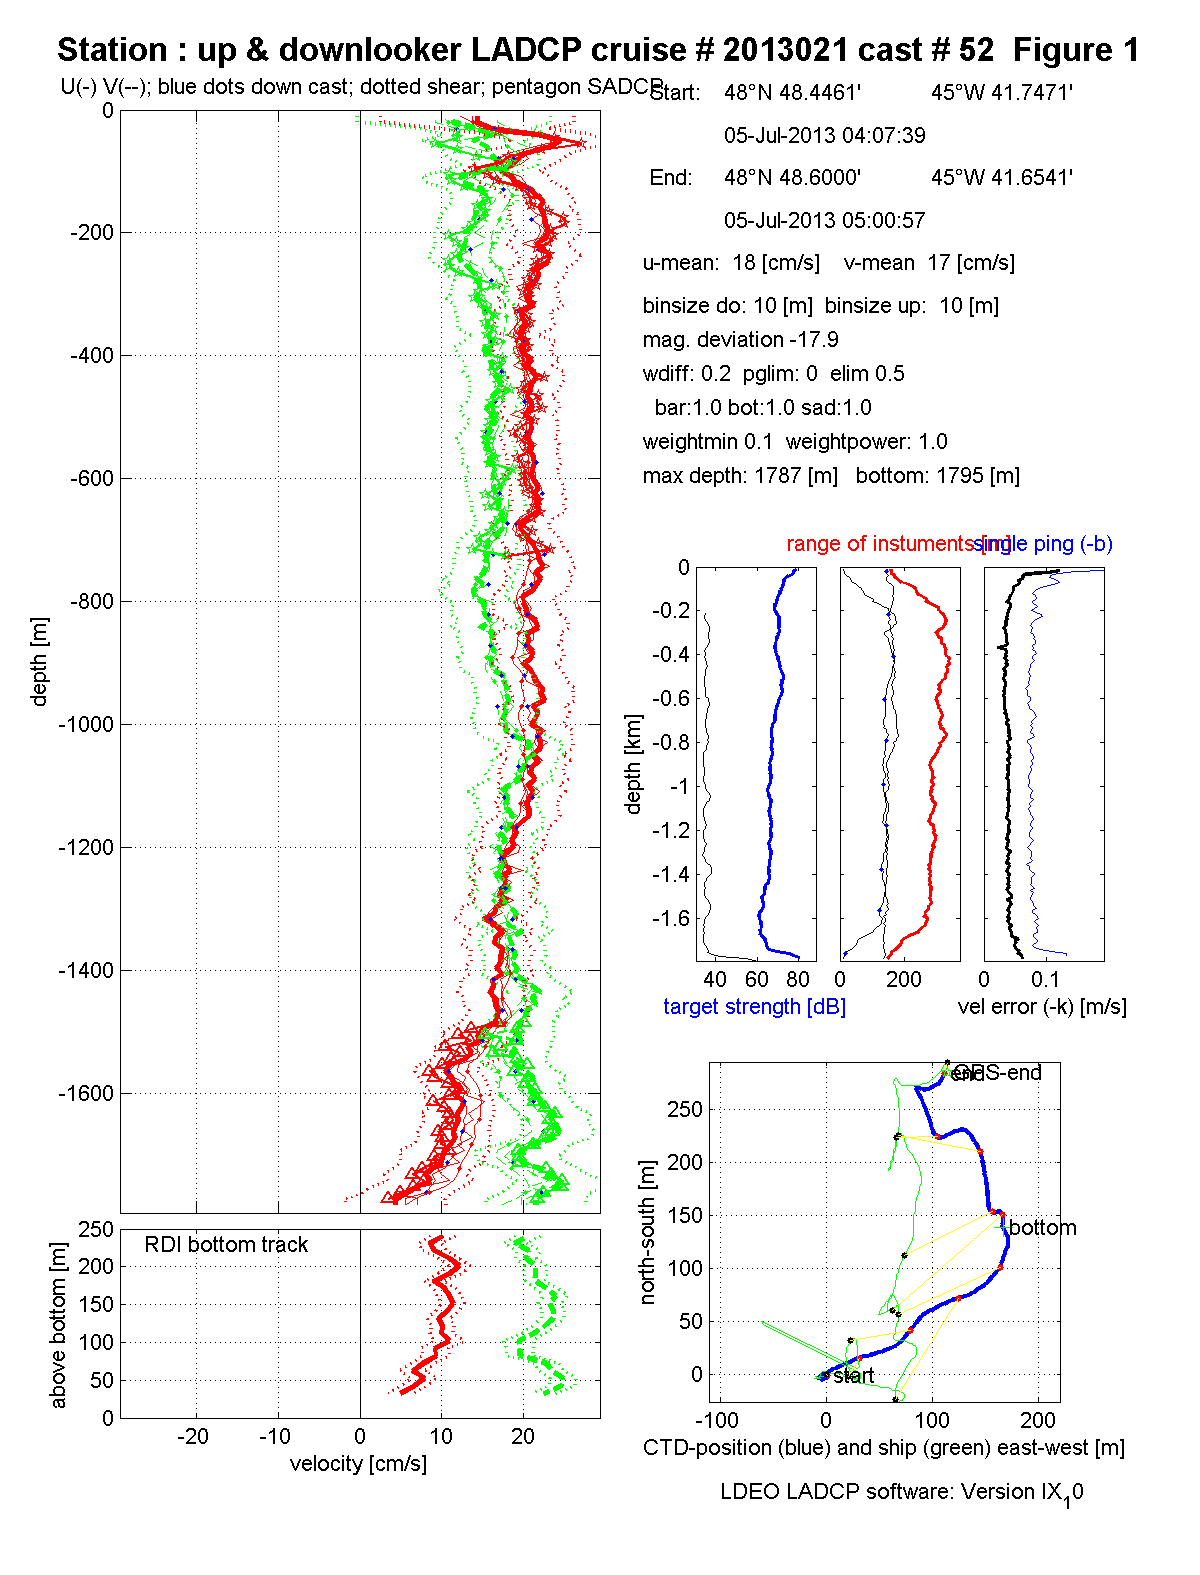 Station : up & downlooker LADCP cruise # 2013021 cast # 52  Figure 1
U(-) V(--); blue dots down cast; dotted shear; pentagon SADCP
Start: 48°N 48.4461' 45°W 41.7471'
05-Jul-2013 04:07:39
End: 48°N 48.6000' 45°W 41.6541'
05-Jul-2013 05:00:57
u-mean: 18 [cm/s] v-mean 17 [cm/s]
binsize do: 10 [m] binsize up: 10 [m]
mag. deviation -17.9
wdiff: 0.2 pglim: 0 elim 0.5
bar:1.0 bot:1.0 sad:1.0
weightmin 0.1 weightpower: 1.0
max depth: 1787 [m] bottom: 1795 [m]
0
-200
-400
-600
-800
-1000
-1200
-1400
-1600
depth [m]
RDI bottom track
250
200
150
100
50
0
above bottom [m]
-20 -10 0 10 20
velocity [cm/s]
range of instuments [m]
single ping (-b)
0
-0.2
-0.4
-0.6
-0.8
-1
-1.2
-1.4
-1.6
depth [km]
40 60 80
0 200
0 0.1
target strength [dB]
vel error (-k) [m/s]
GPS-end
end
bottom
start
250
200
150
100
50
0
north-south [m]
-100 0 100 200
CTD-position (blue) and ship (green) east-west [m]
LDEO LADCP software: Version IX10